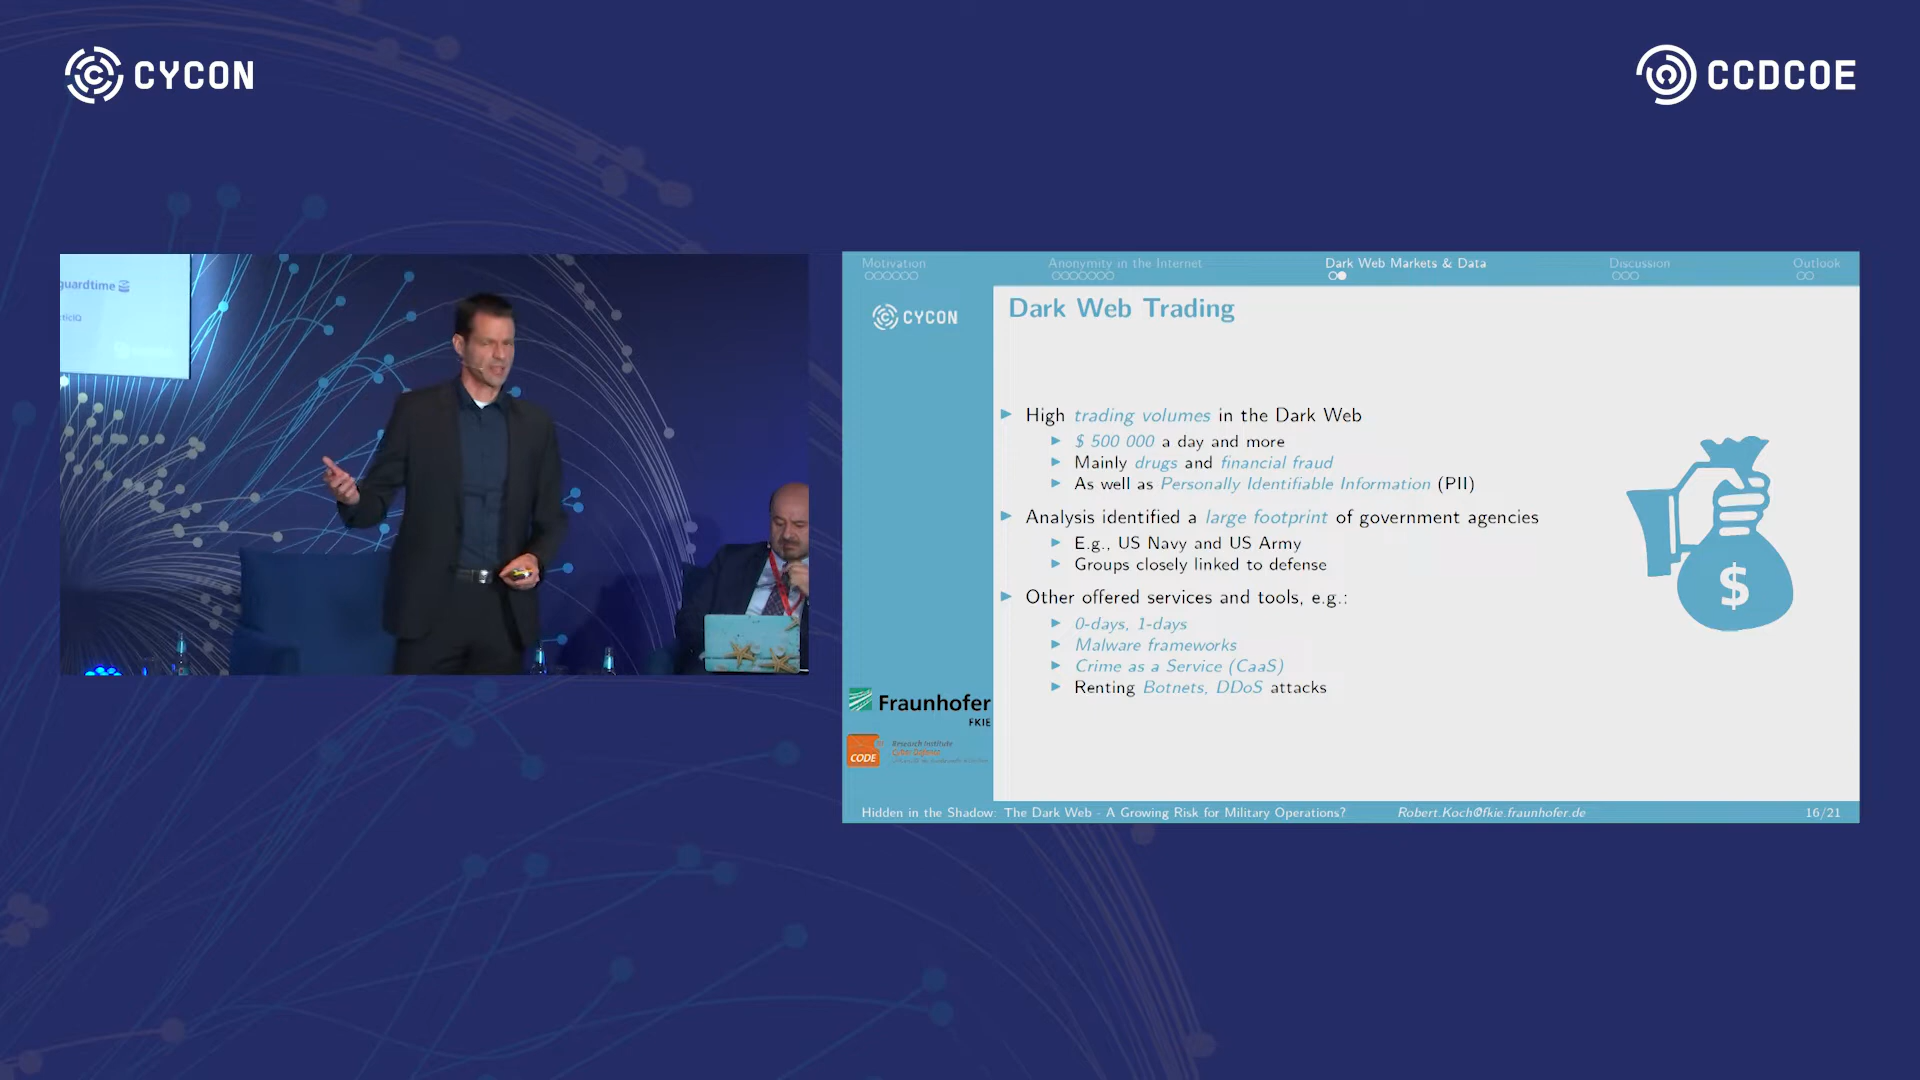 CYCON
CCDCOE
guardtime
Motivation
Anonymity in the Internet
Dark Web Markets & Data
Discussion
Outlook
CYCON
Dark Web Trading
High trading volumes in the Dark Web
$ 500 000 a day and more
Mainly drugs and financial fraud
As well as Personally Identifiable Information (PII)
Analysis identified a large footprint of government agencies
E.g., US Navy and US Army
Groups closely linked to defense
Other offered services and tools, e.g.:
0-days, 1-days
Malware frameworks
Crime as a Service (CaaS)
Renting Botnets, DDoS attacks
$
Fraunhofer
FKIE
CODE
Research Institute
Cyber Defence
Hidden in the Shadow: The Dark Web - A Growing Risk for Military Operations?
Robert.Koch@fkie.fraunhofer.de
16/21